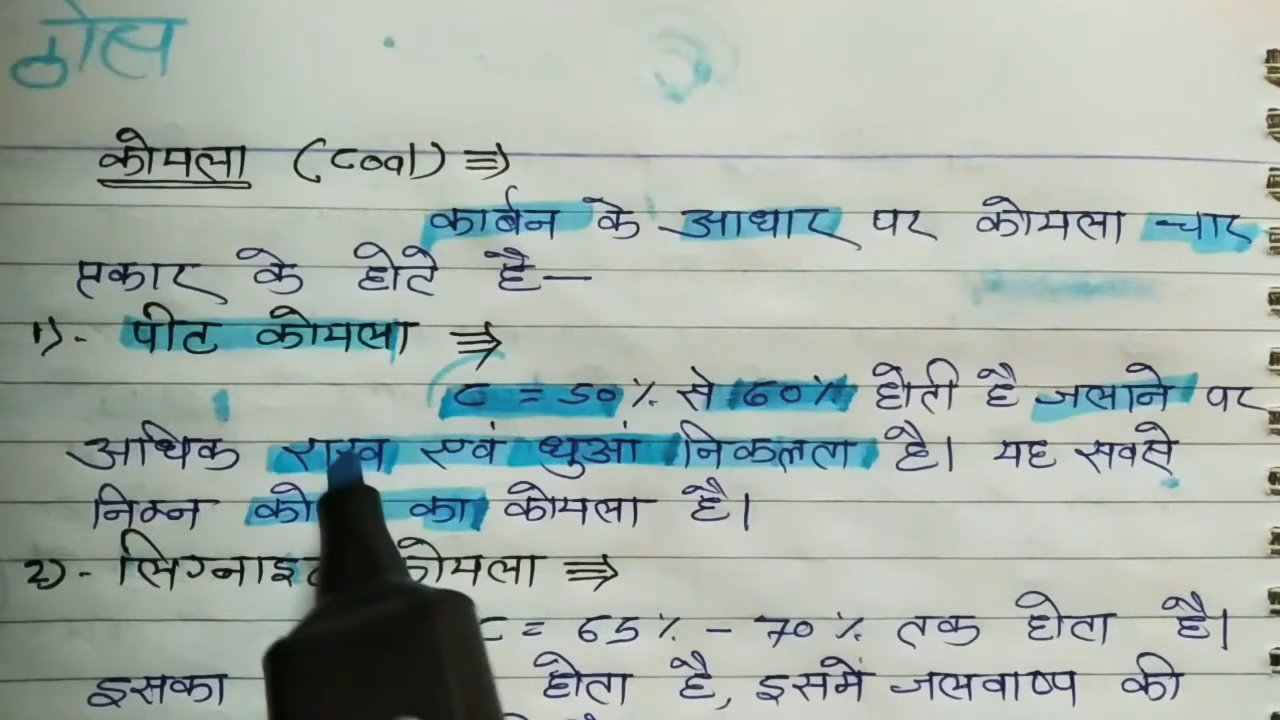 ठोस
कोयला (Coal) ⇒
कार्बन के आधार पर कोयला चार
प्रकार के होते है—
1).- पीट कोयला ⇒
C = 50% से 60% होती है जलाने पर
अधिक राख एवं धुआं निकलता है। यह सबसे
निम्न का कोयला है।
2).- लिग्नाइट कोयला ⇒
C = 65% - 70% तक होता है।
इसका होता है, इसमें जलवाष्प की